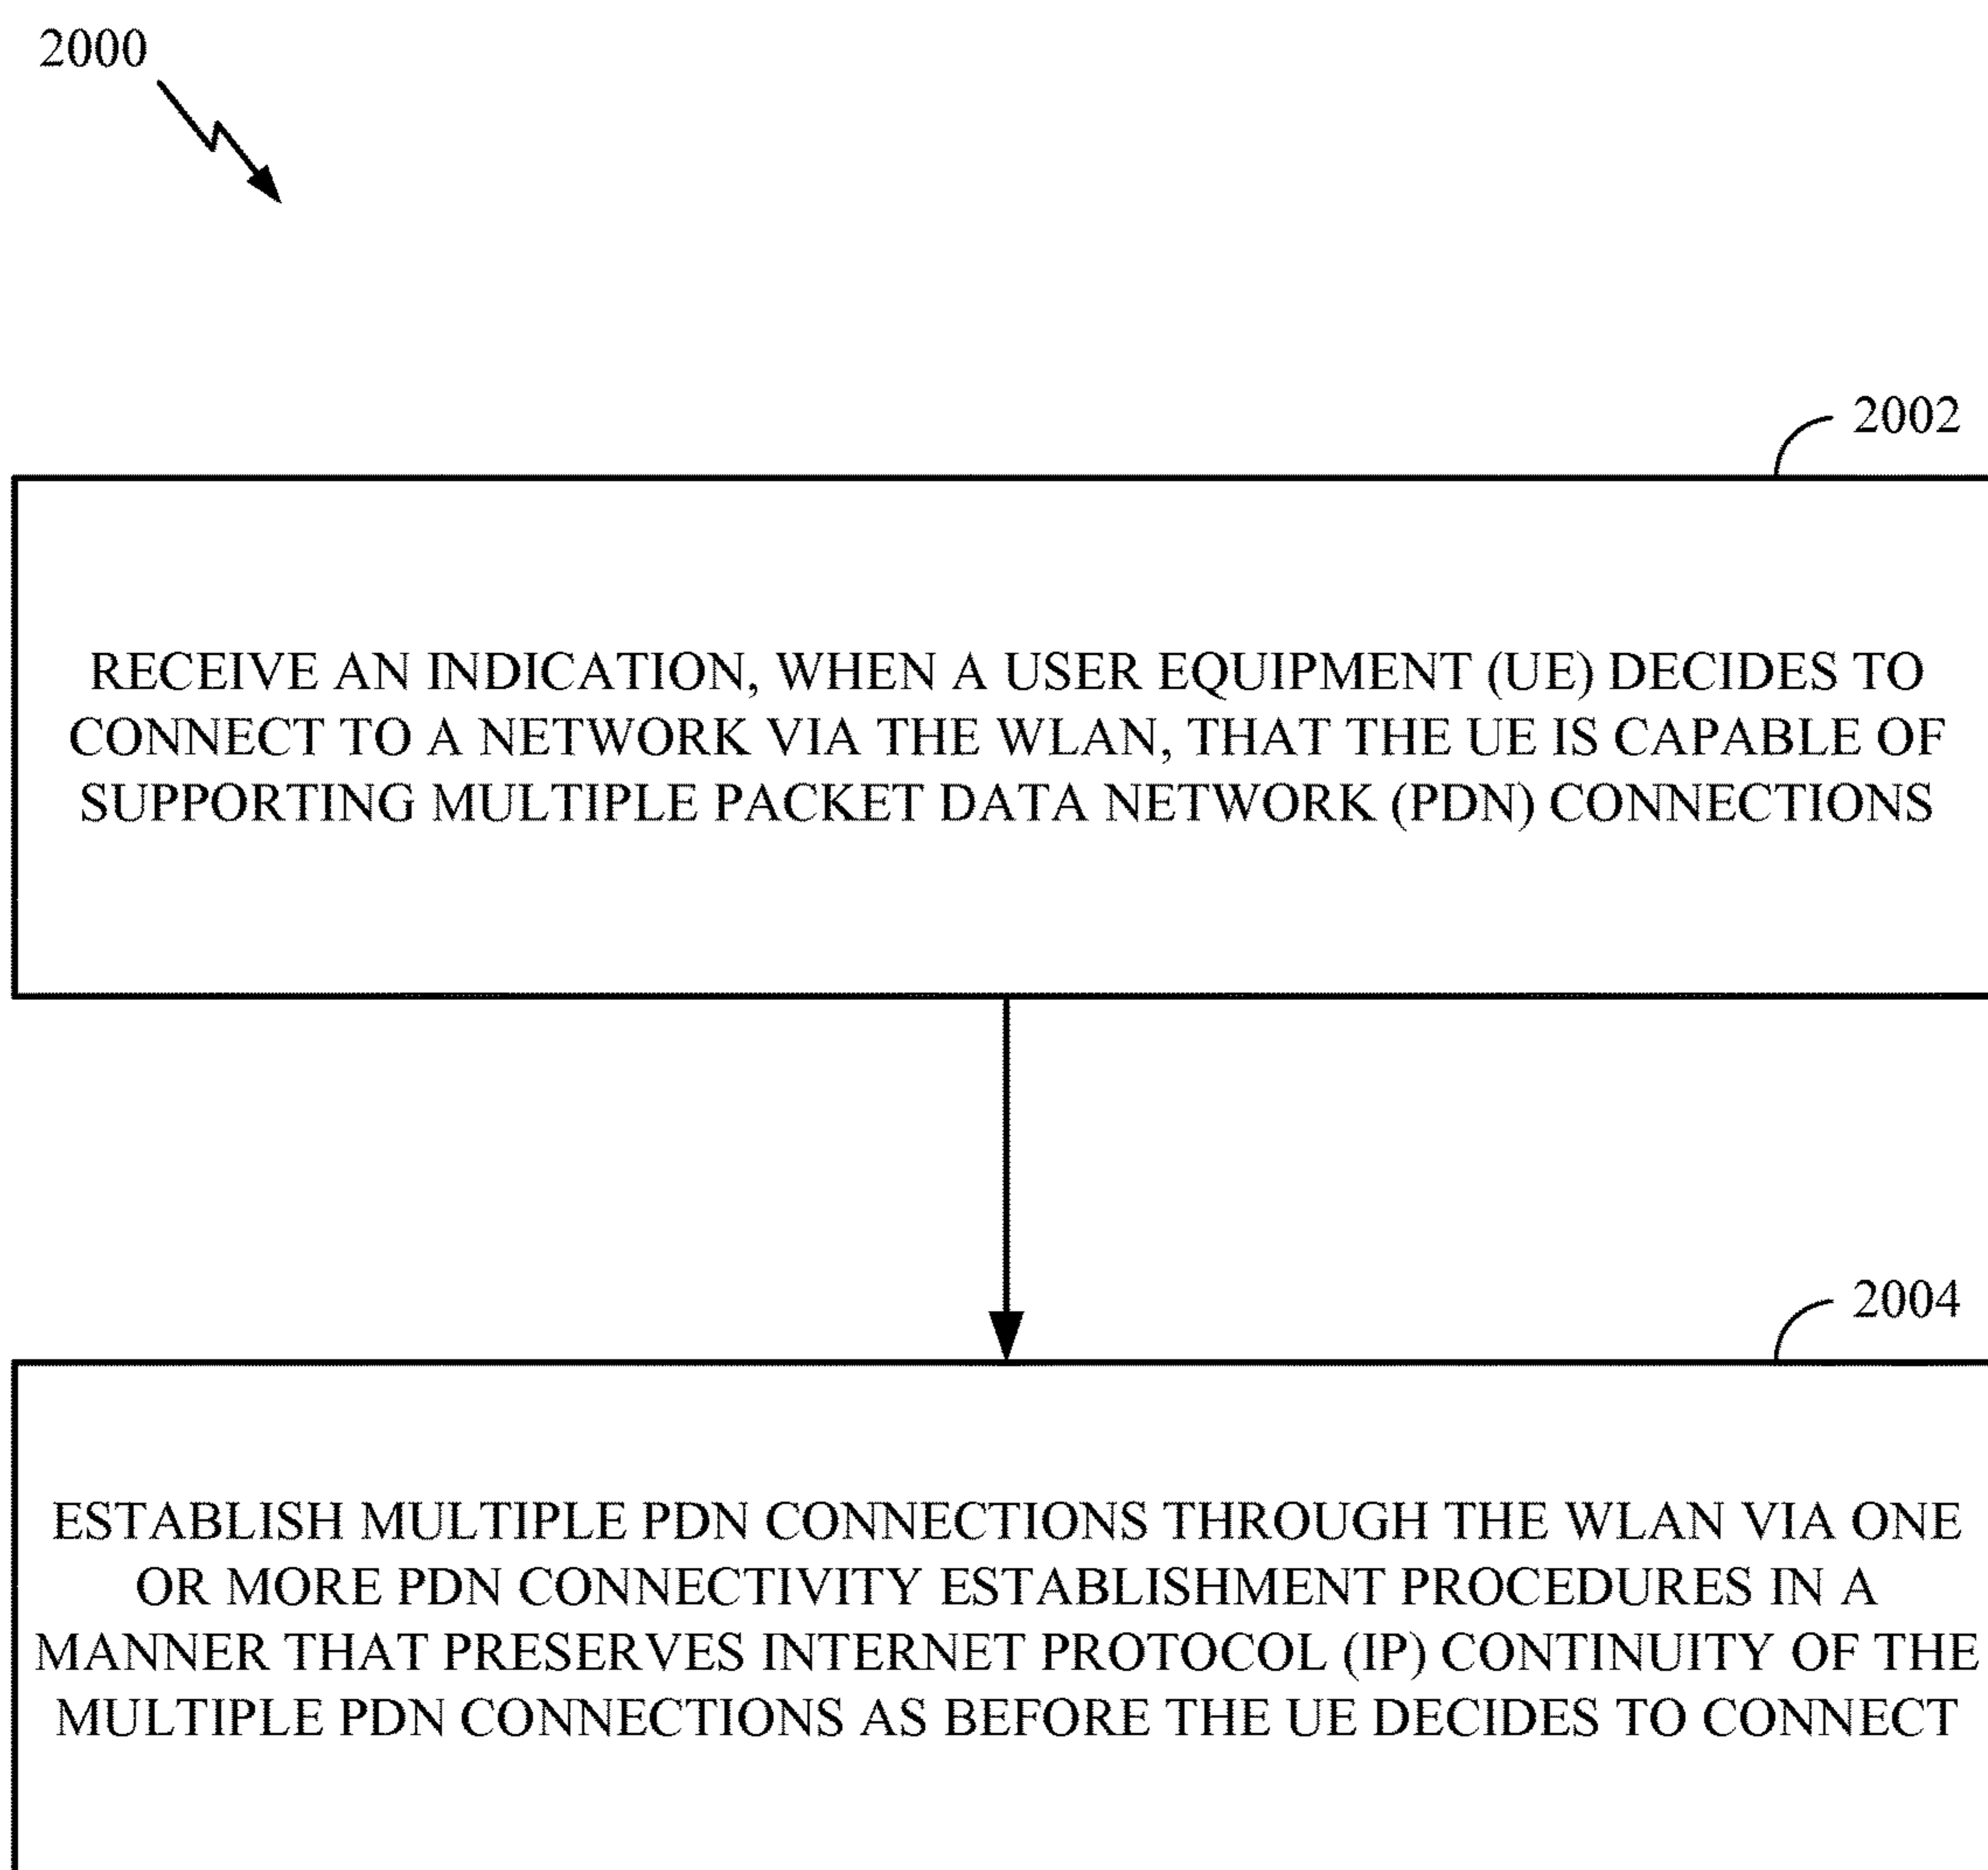 2000
2002
RECEIVE AN INDICATION, WHEN A USER EQUIPMENT (UE) DECIDES TO
CONNECT TO A NETWORK VIA THE WLAN, THAT THE UE IS CAPABLE OF
SUPPORTING MULTIPLE PACKET DATA NETWORK (PDN) CONNECTIONS
2004
ESTABLISH MULTIPLE PDN CONNECTIONS THROUGH THE WLAN VIA ONE
OR MORE PDN CONNECTIVITY ESTABLISHMENT PROCEDURES IN A
MANNER THAT PRESERVES INTERNET PROTOCOL (IP) CONTINUITY OF THE
MULTIPLE PDN CONNECTIONS AS BEFORE THE UE DECIDES TO CONNECT